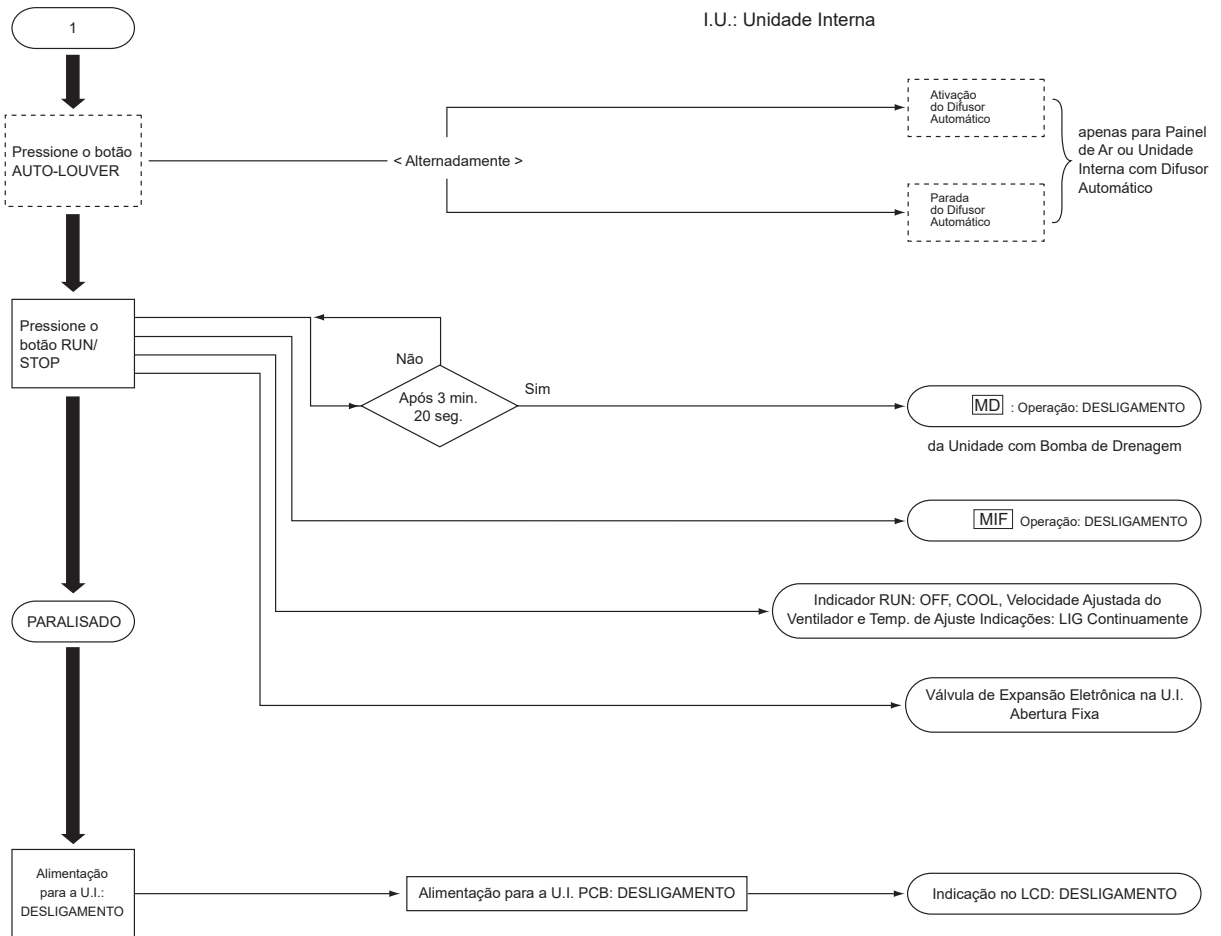 I.U.: Unidade Interna
1
Pressione o botão
AUTO-LOUVER
< Alternadamente >
Ativação
do Difusor
Automático
Parada
do Difusor
Automático
apenas para Painel
de Ar ou Unidade
Interna com Difusor
Automático
Pressione o
botão RUN/
STOP
Não
Após 3 min.
20 seg.
Sim
MD : Operação: DESLIGAMENTO
da Unidade com Bomba de Drenagem
MIF Operação: DESLIGAMENTO
PARALISADO
Indicador RUN: OFF, COOL, Velocidade Ajustada do
Ventilador e Temp. de Ajuste Indicações: LIG Continuamente
Válvula de Expansão Eletrônica na U.I.
Abertura Fixa
Alimentação
para a U.I.:
DESLIGAMENTO
Alimentação para a U.I. PCB: DESLIGAMENTO
Indicação no LCD: DESLIGAMENTO